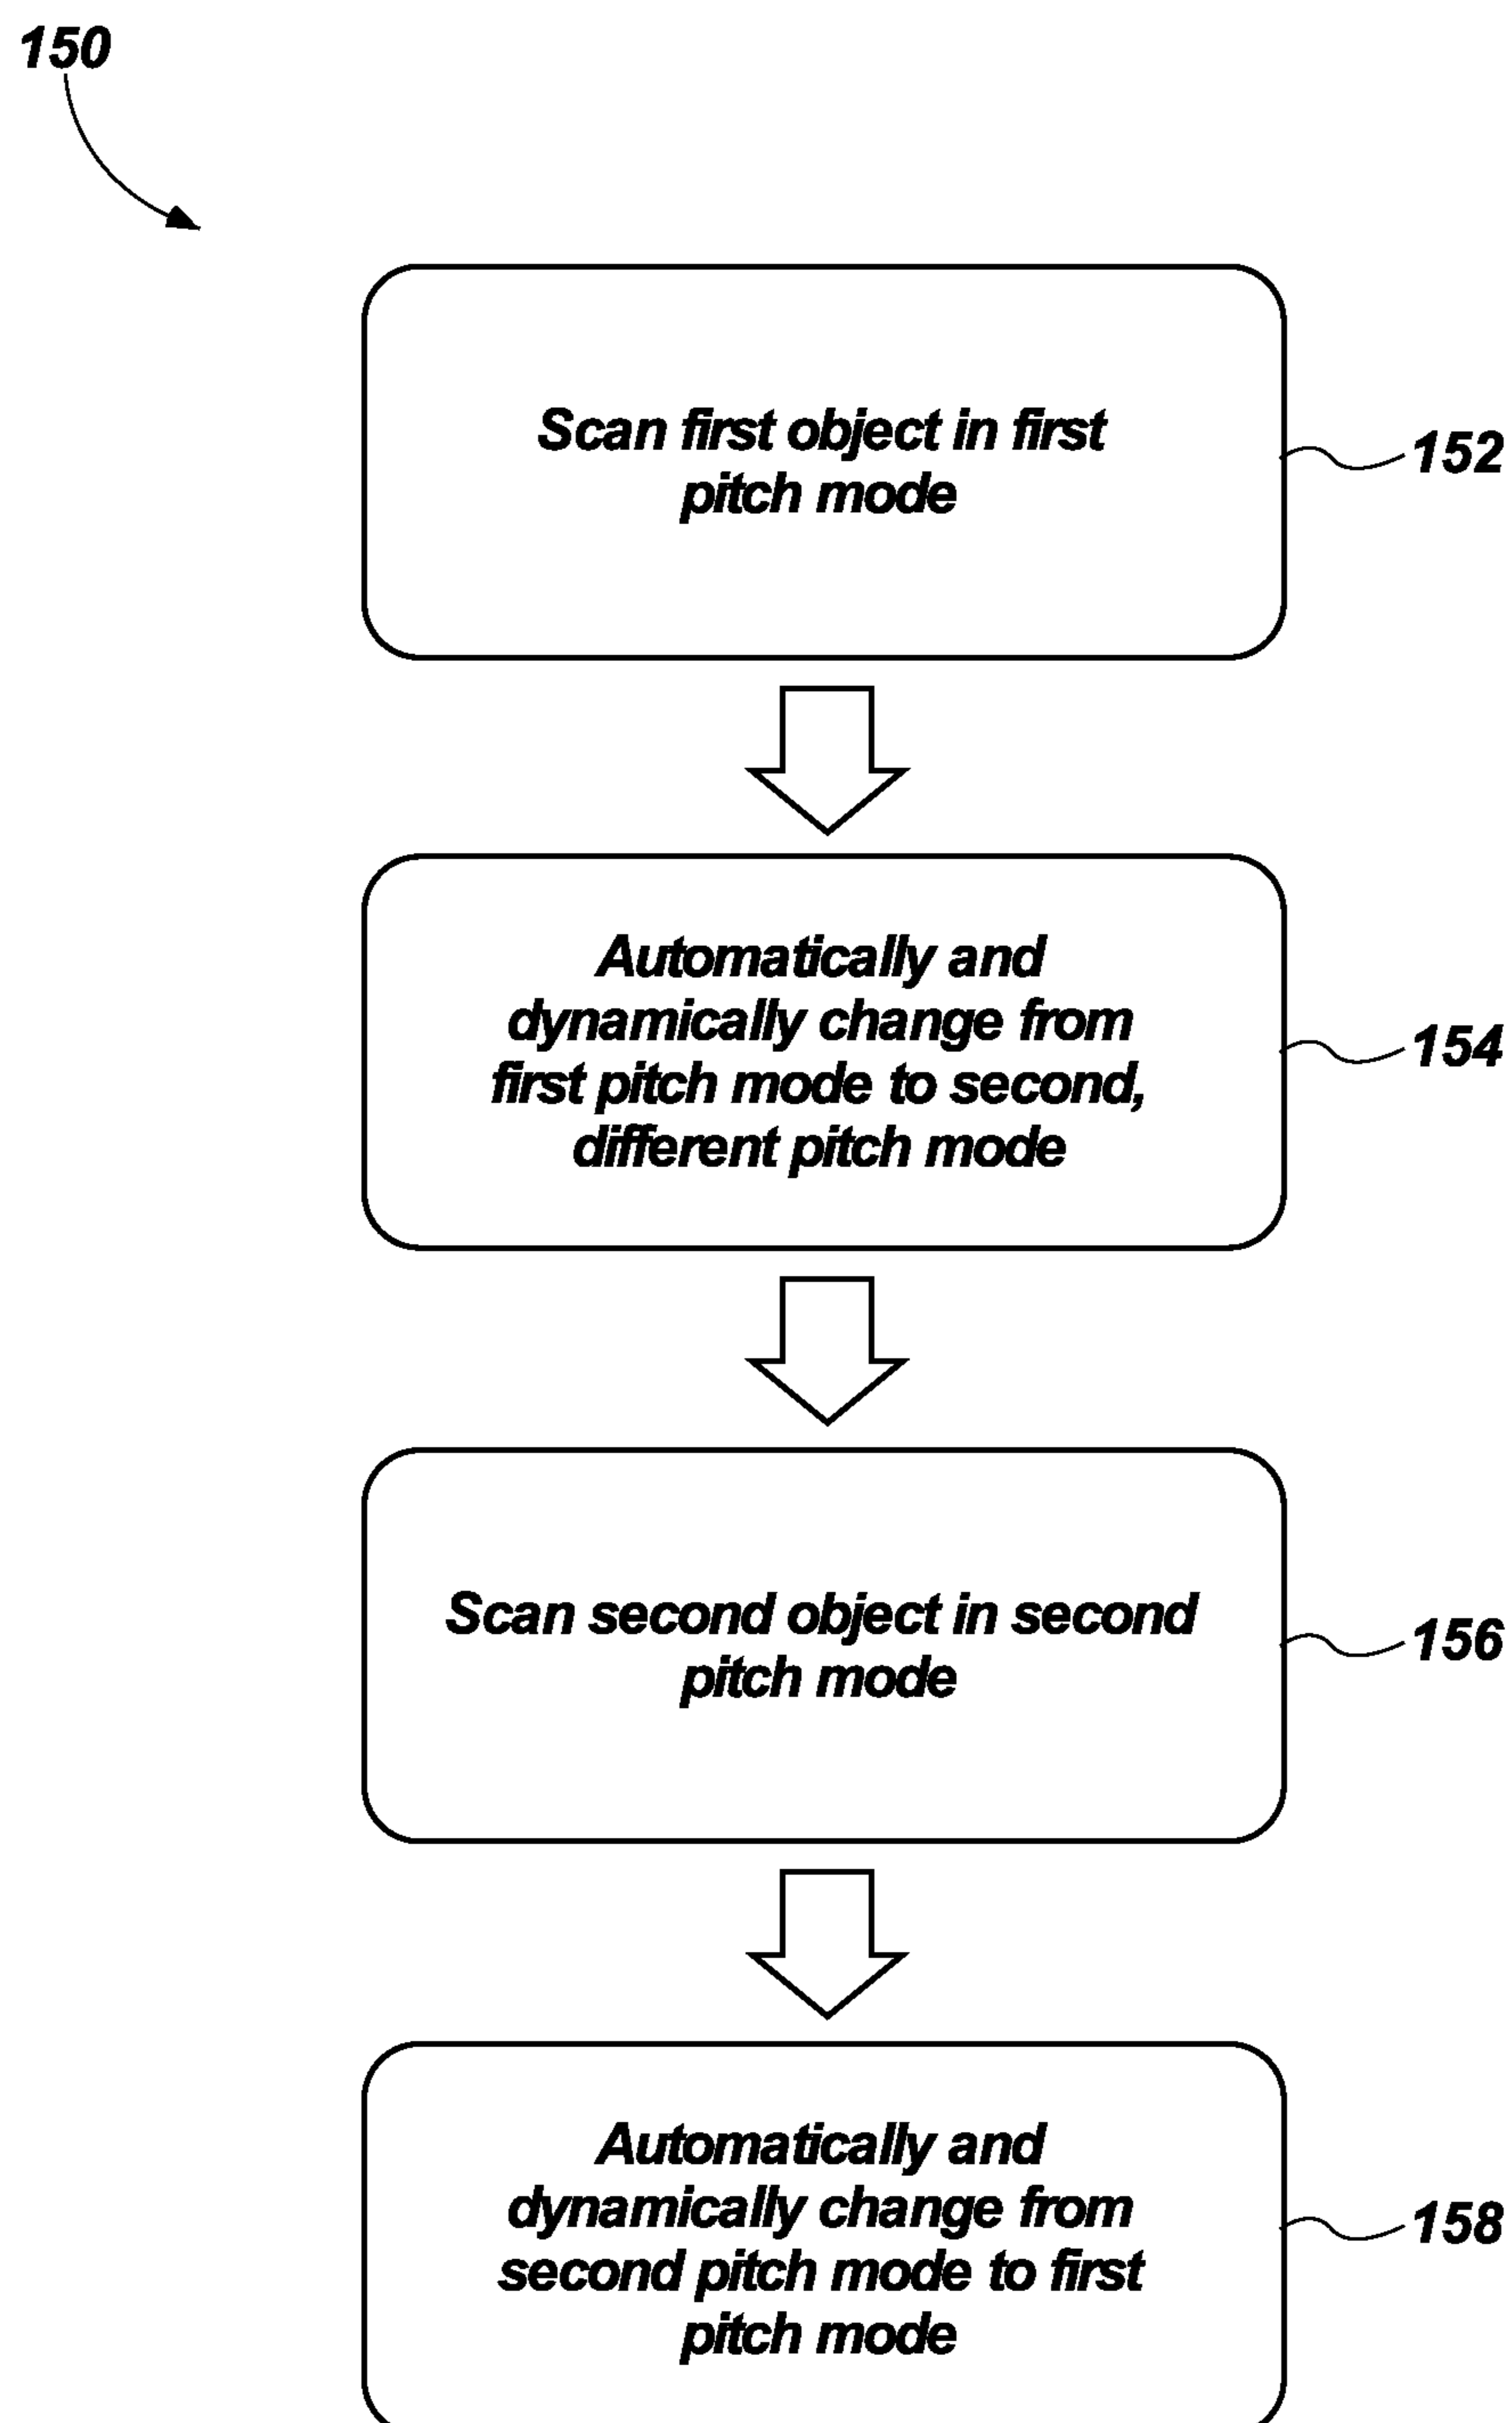 150
Scan first object in first
pitch mode
152
Automatically and
dynamically change from
first pitch mode to second,
different pitch mode
154
Scan second object in second
pitch mode
156
Automatically and
dynamically change from
second pitch mode to first
pitch mode
158